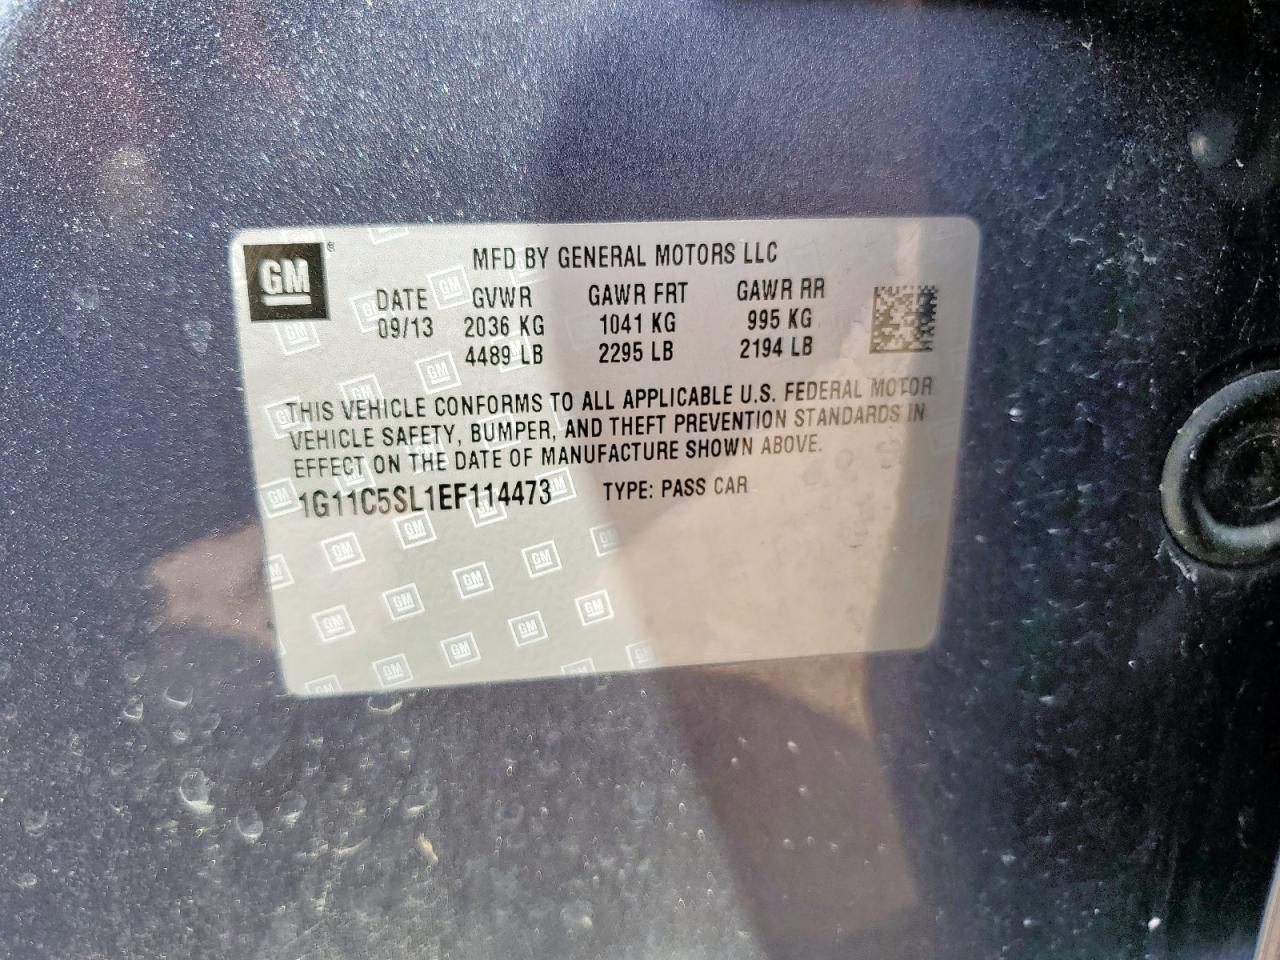 GM®
MFD BY GENERAL MOTORS LLC
DATE GVWR GAWR FRT GAWR RR
09/13 2036 KG 1041 KG 995 KG
4489 LB 2295 LB 2194 LB
THIS VEHICLE CONFORMS TO ALL APPLICABLE U.S. FEDERAL MOTOR
VEHICLE SAFETY, BUMPER, AND THEFT PREVENTION STANDARDS IN
EFFECT ON THE DATE OF MANUFACTURE SHOWN ABOVE.
1G11C5SL1EF114473 TYPE: PASS CAR